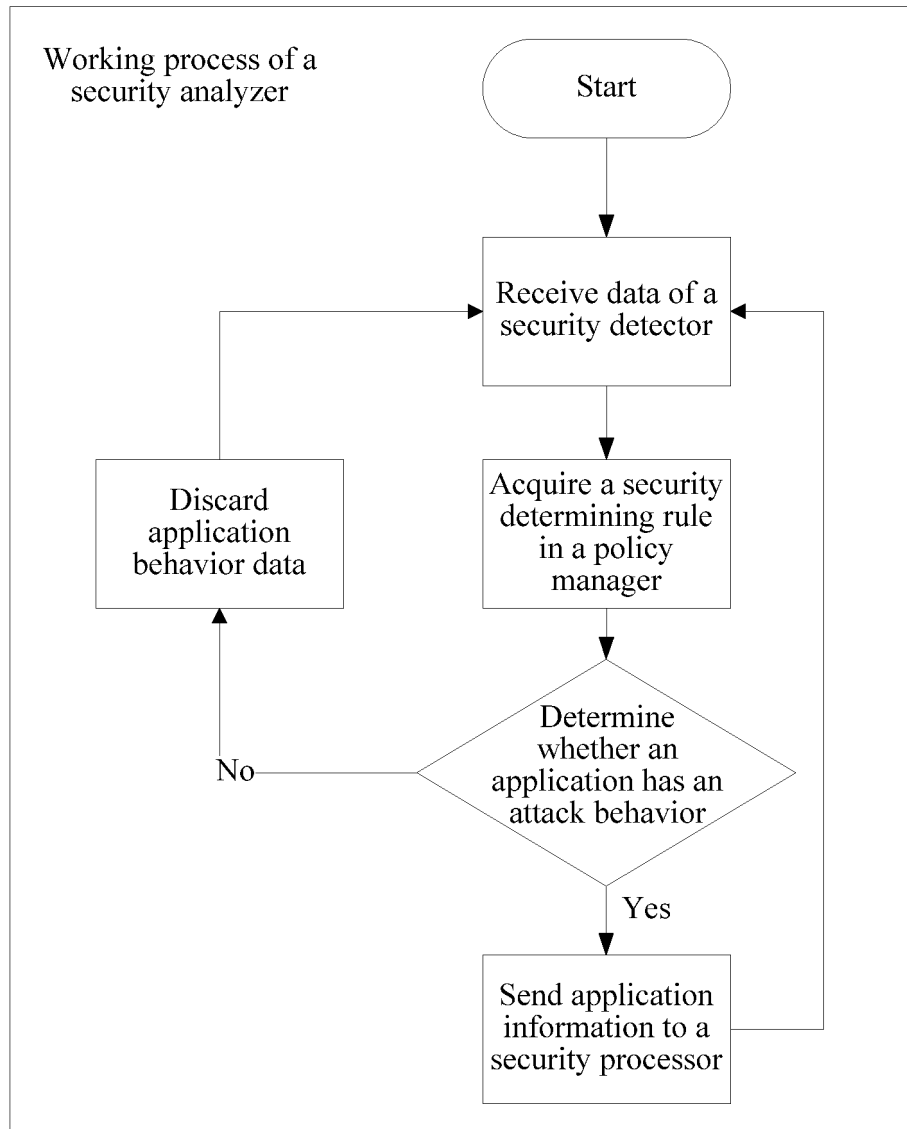 Working process of a
security analyzer
Start
Receive data of a
security detector
Acquire a security
determining rule
in a policy
manager
Discard
application
behavior data
Determine
whether an
application has an
attack behavior
No
Yes
Send application
information to a
security processor